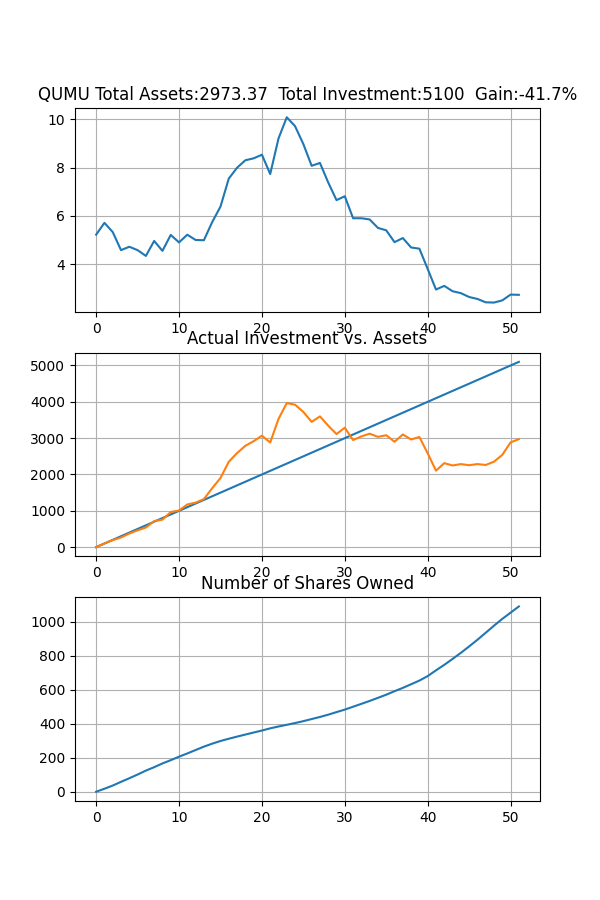 QUMU Total Assets:2973.37  Total Investment:5100  Gain:-41.7%
10
8
6
4
0 10 20 30 40 50
Actual Investment vs. Assets
5000
4000
3000
2000
1000
0
0 10 20 30 40 50
Number of Shares Owned
1000
800
600
400
200
0
0 10 20 30 40 50